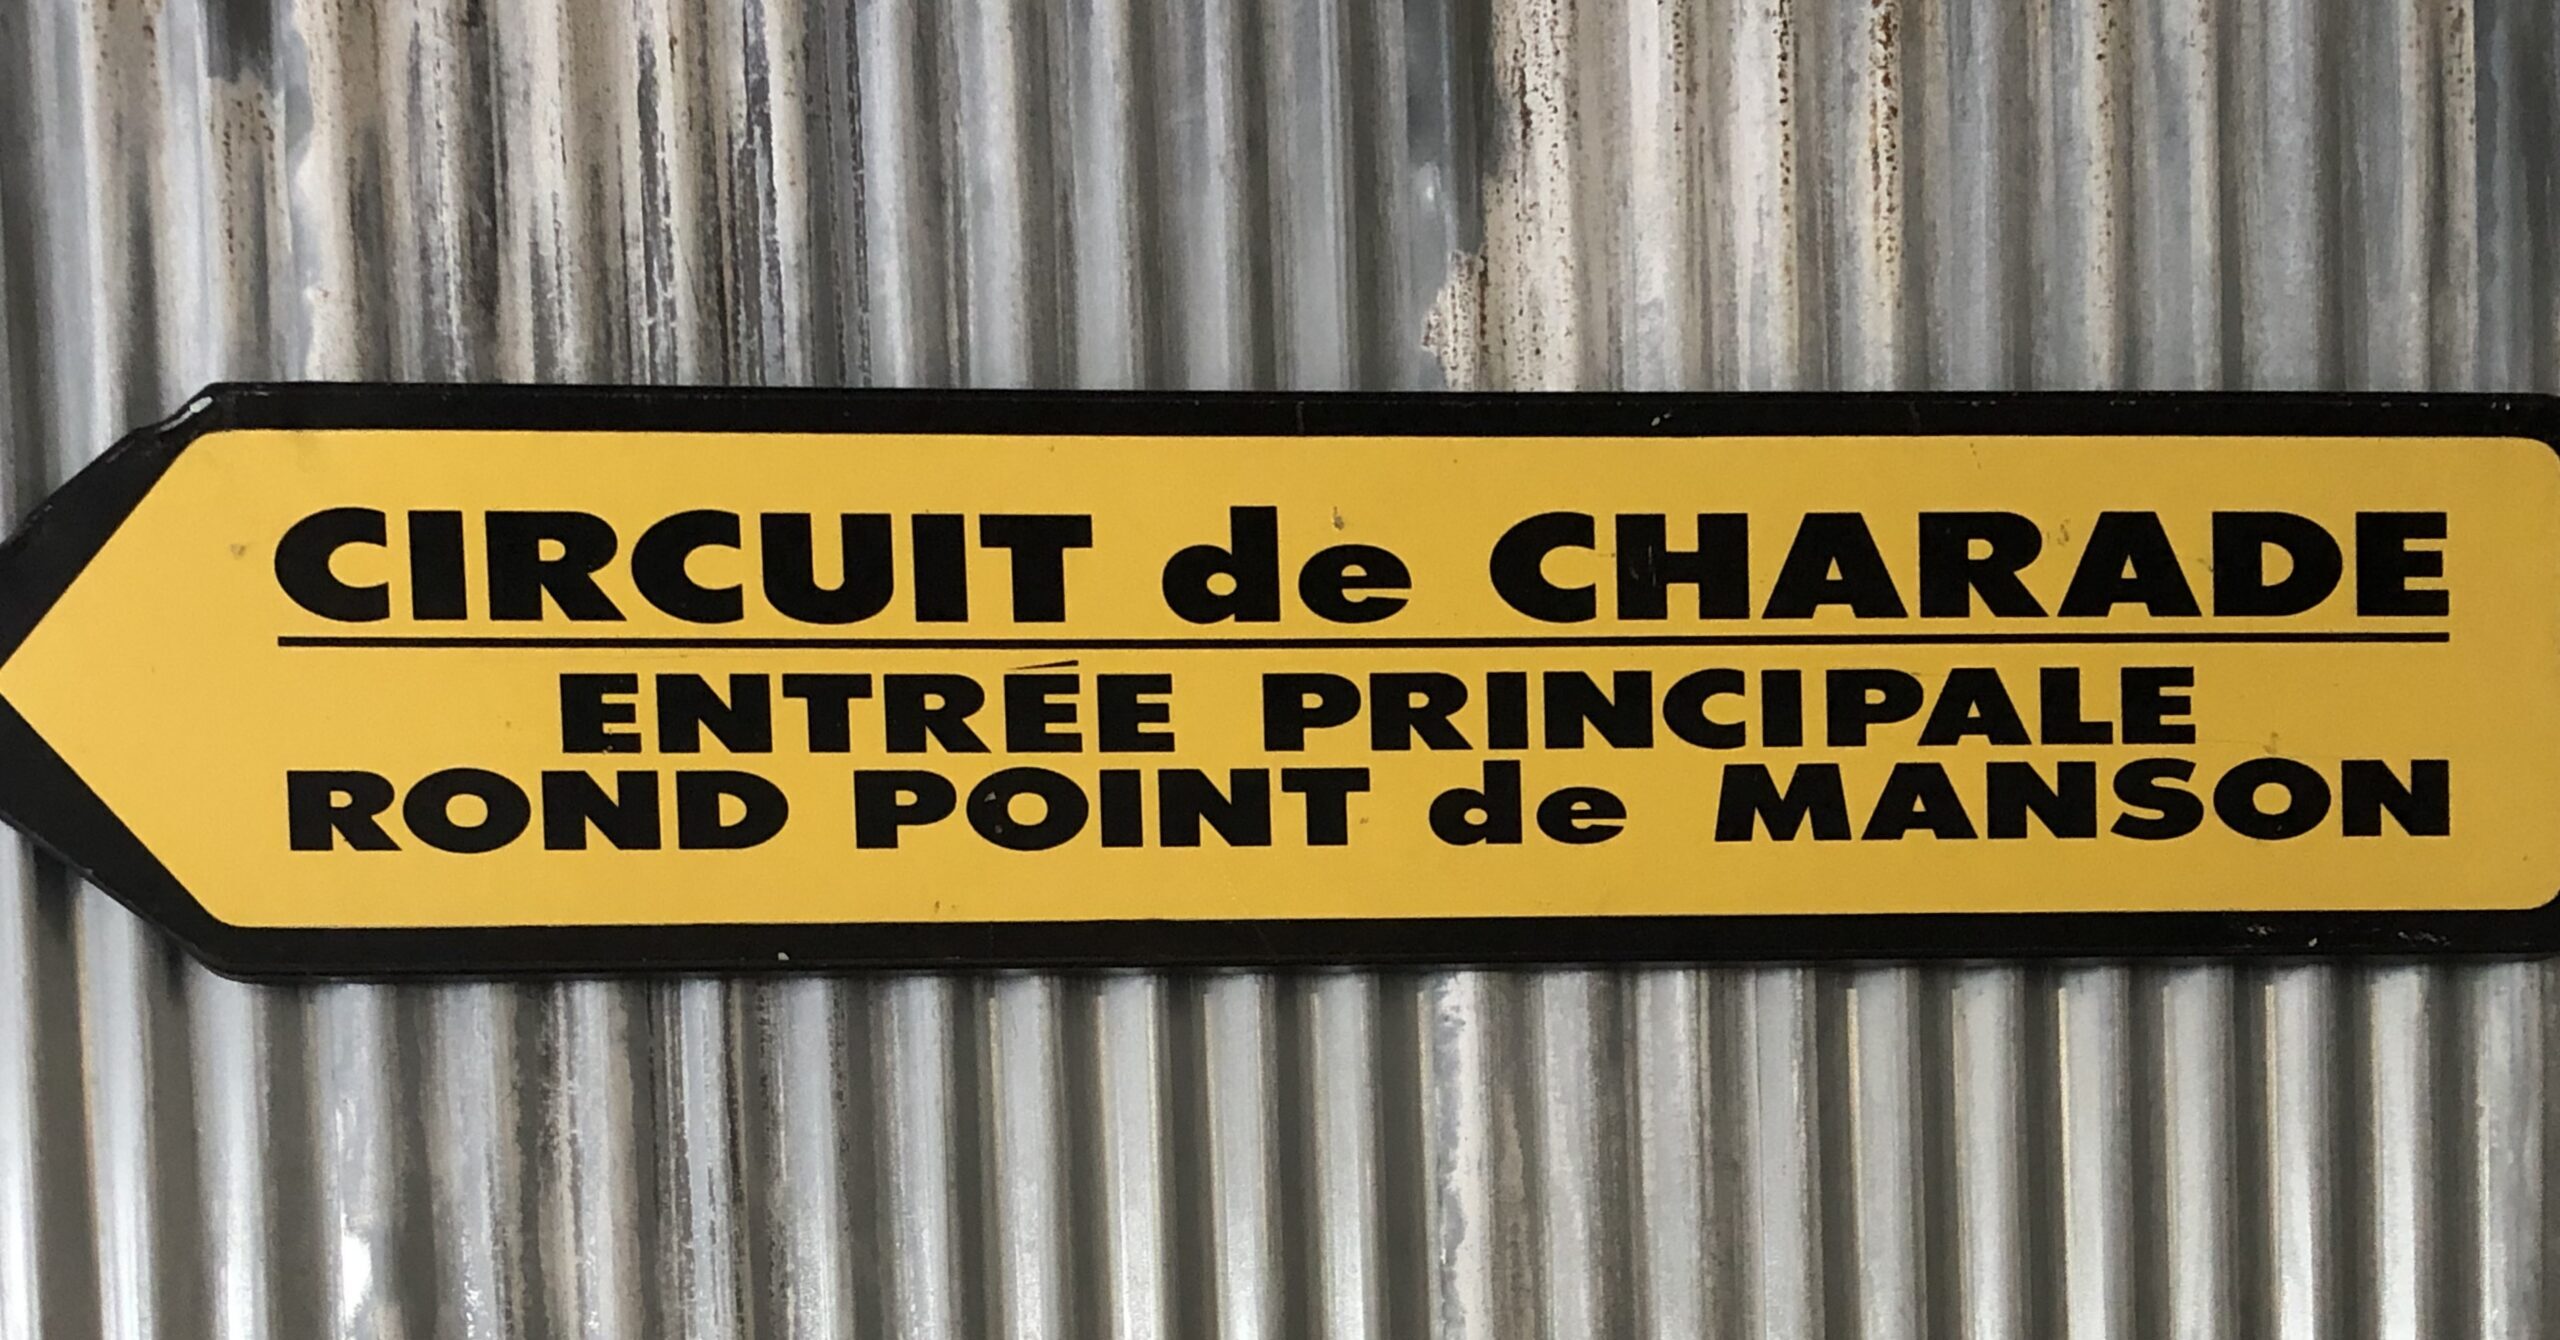 CIRCUIT de CHARADE
ENTRÉE PRINCIPALE
ROND POINT de MANSON